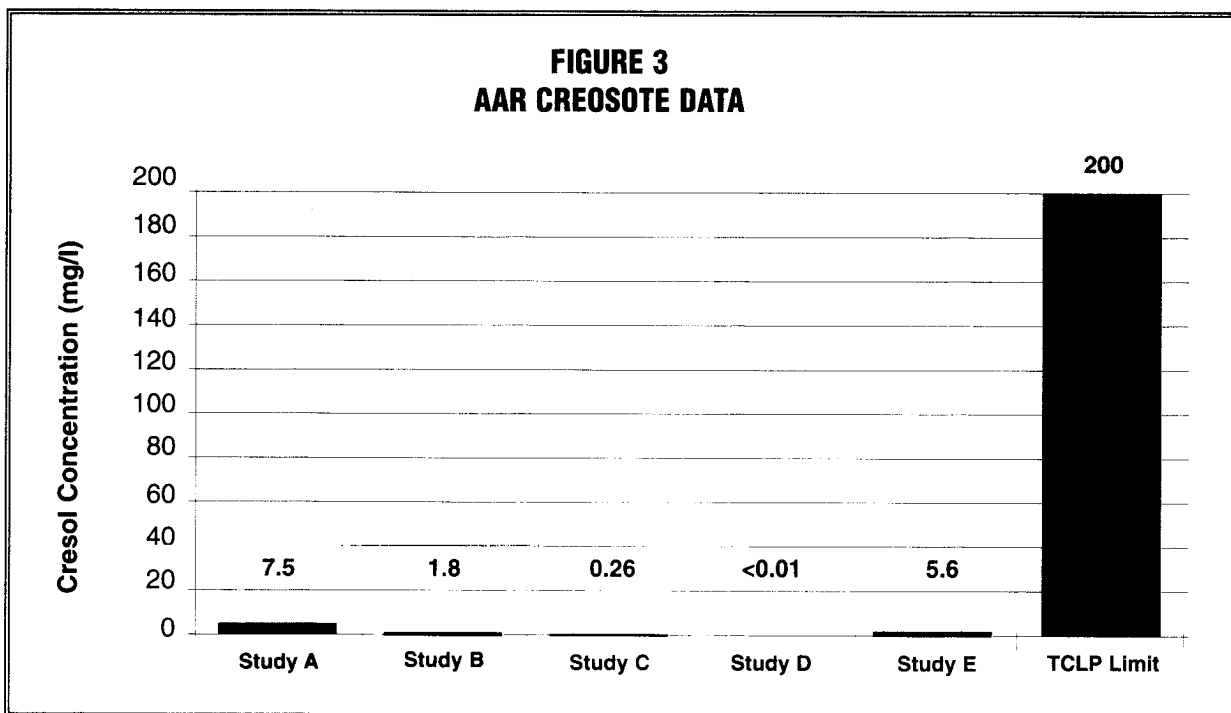 FIGURE 3
AAR CREOSOTE DATA
200
Cresol Concentration (mg/l)
200
180
160
140
120
100
80
60
40
20
0
7.5
1.8
0.26
<0.01
5.6
Study A
Study B
Study C
Study D
Study E
TCLP Limit